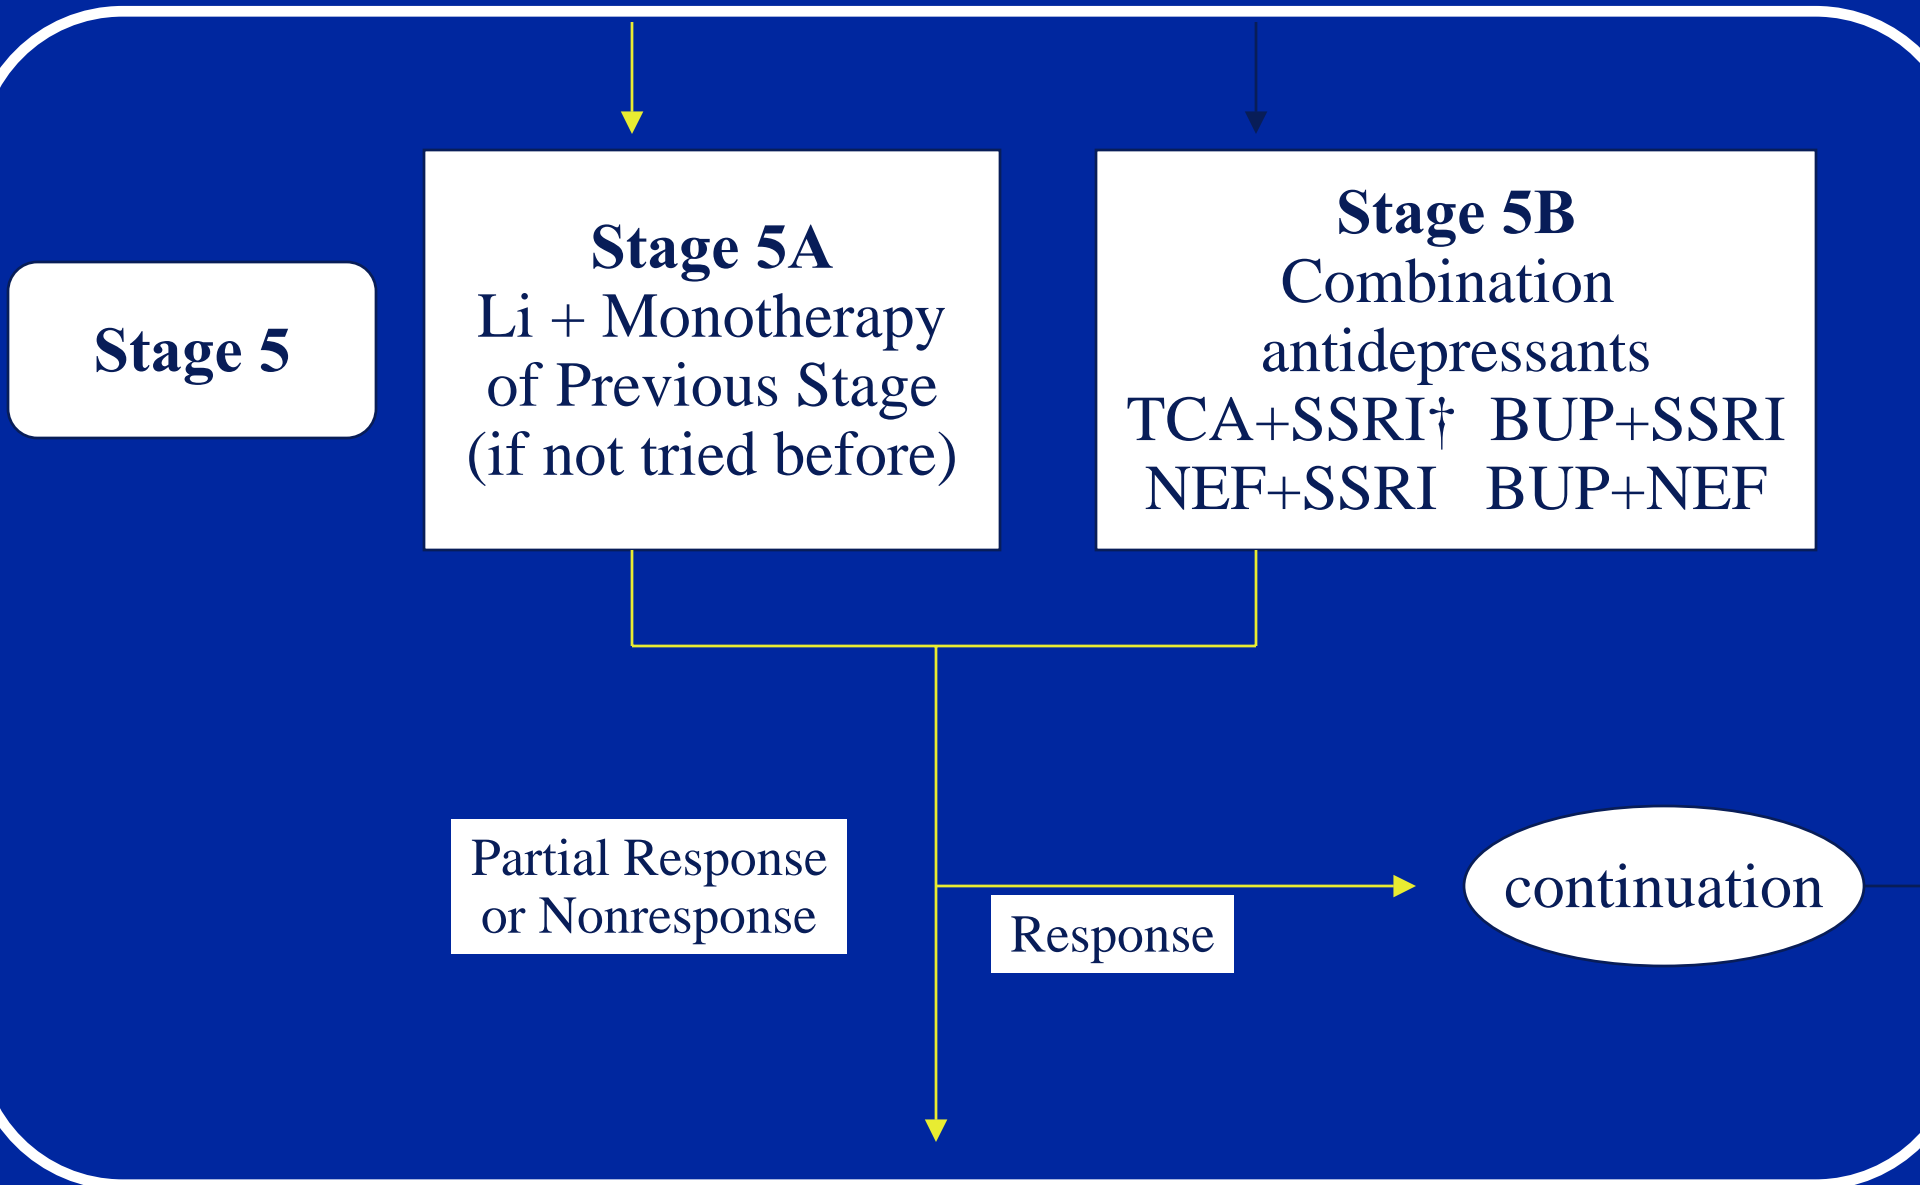 Stage 5
Stage 5A
Li + Monotherapy
of Previous Stage
(if not tried before)
Stage 5B
Combination
antidepressants
TCA+SSRI†  BUP+SSRI
NEF+SSRI   BUP+NEF
Partial Response
or Nonresponse
Response
continuation